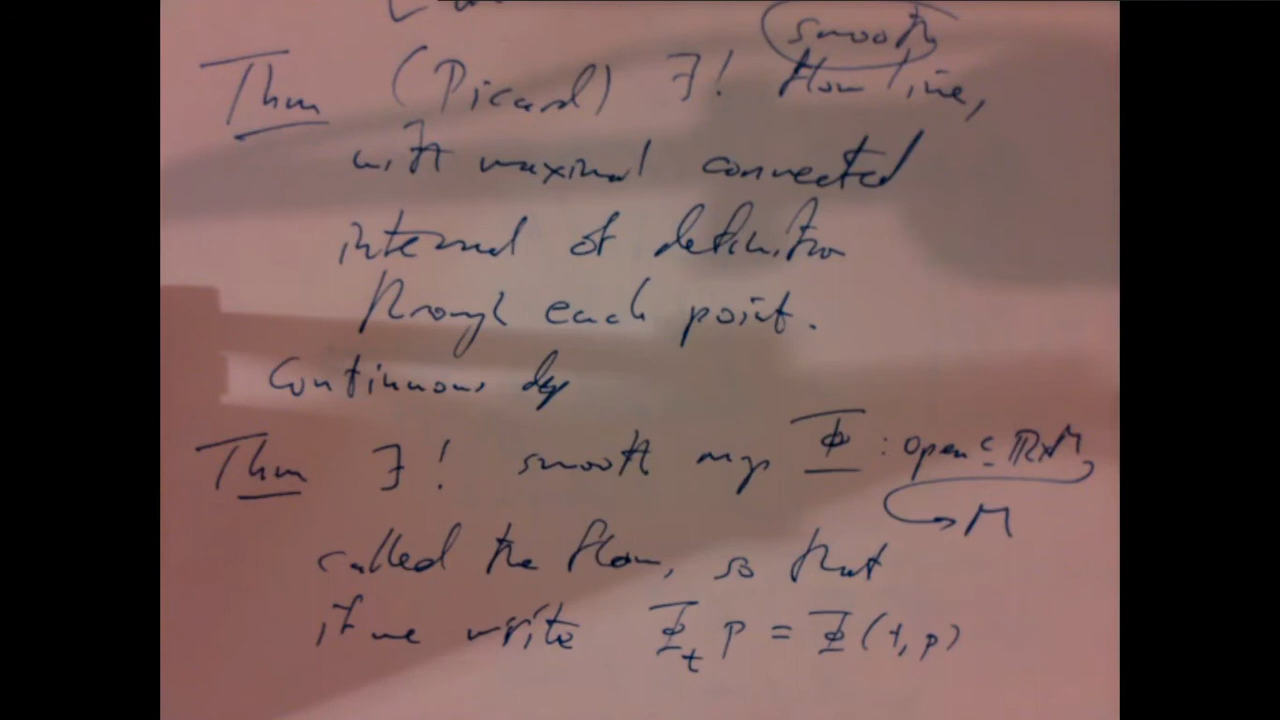 smooth
Thm (Picard) ∃! flow line,
with maximal connected
interval of definition
through each point.
Continuous dep
Thm ∃! smooth map Φ : open ⊆ ℝ×M
→ M
called the flow, so that
if we write Φ_t p = Φ(t,p)